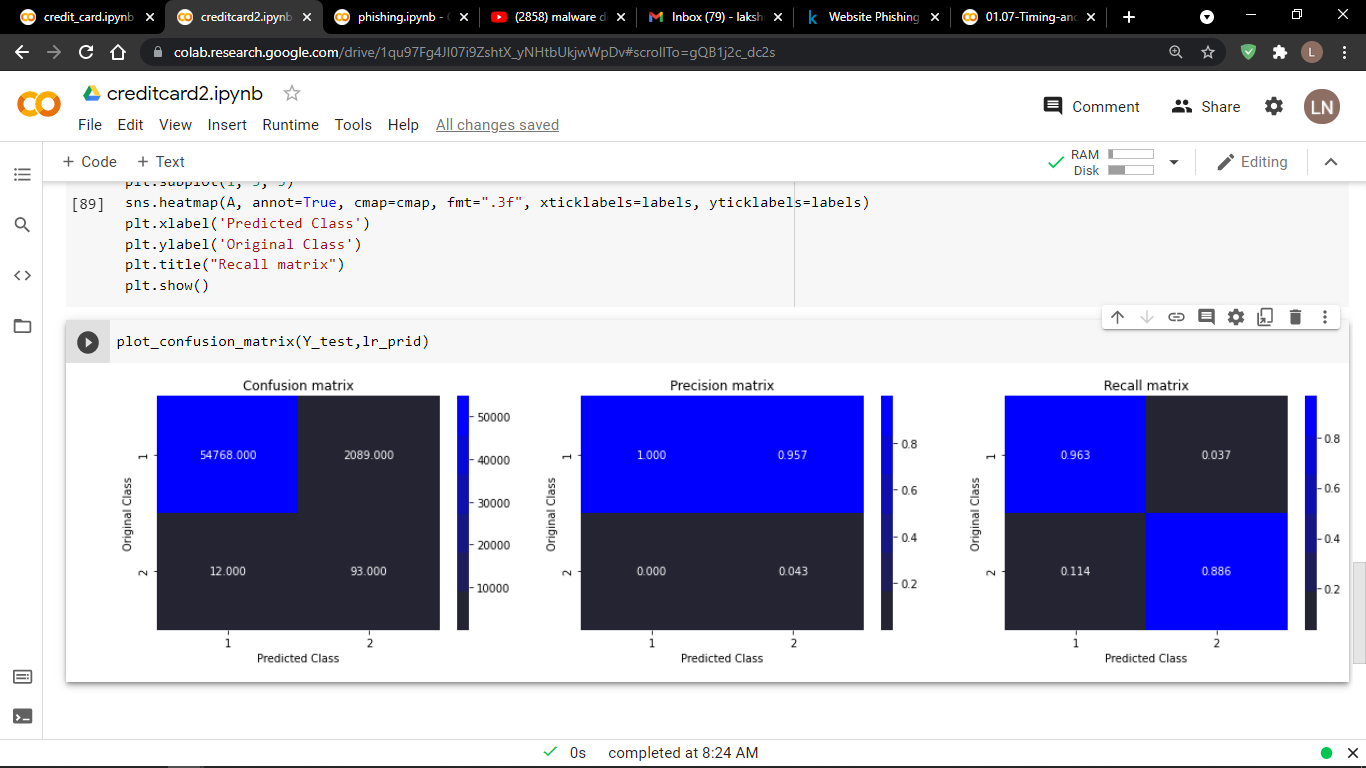 credit_card.ipynb
creditcard2.ipynb
phishing.ipynb - C
(2858) malware d
Inbox (79) - laksh
Website Phishing
01.07-Timing-and
colab.research.google.com/drive/1qu97Fg4Jl07i9ZshtX_yNHtbUkjwWpDv#scrollTo=gQB1j2c_dc2s
L
creditcard2.ipynb
Comment
Share
LN
File Edit View Insert Runtime Tools Help All changes saved
+ Code + Text
RAM
Disk
Editing
plt.subplot(1, 3, 3)
[89]
sns.heatmap(A, annot=True, cmap=cmap, fmt=".3f", xticklabels=labels, yticklabels=labels)
plt.xlabel('Predicted Class')
plt.ylabel('Original Class')
plt.title("Recall matrix")
plt.show()
plot_confusion_matrix(Y_test,lr_prid)
Confusion matrix
54768.000 2089.000
12.000 93.000
1
2
Original Class
1 2
Predicted Class
50000
40000
30000
20000
10000
Precision matrix
1.000 0.957
0.000 0.043
1
2
Original Class
1 2
Predicted Class
0.8
0.6
0.4
0.2
Recall matrix
0.963 0.037
0.114 0.886
1
2
Original Class
1 2
Predicted Class
0.8
0.6
0.4
0.2
0s completed at 8:24 AM